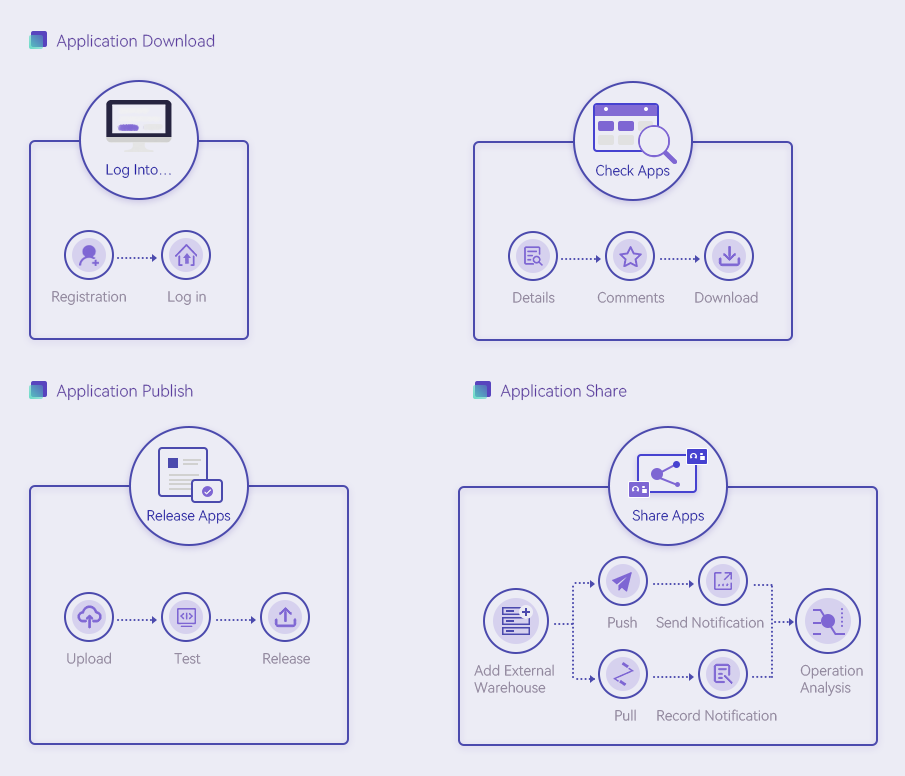 Application Download
Log Into...
Registration
Log in
Check Apps
Details
Comments
Download
Application Publish
Release Apps
Upload
Test
Release
Application Share
Share Apps
Add External
Warehouse
Push
Send Notification
Pull
Record Notification
Operation
Analysis